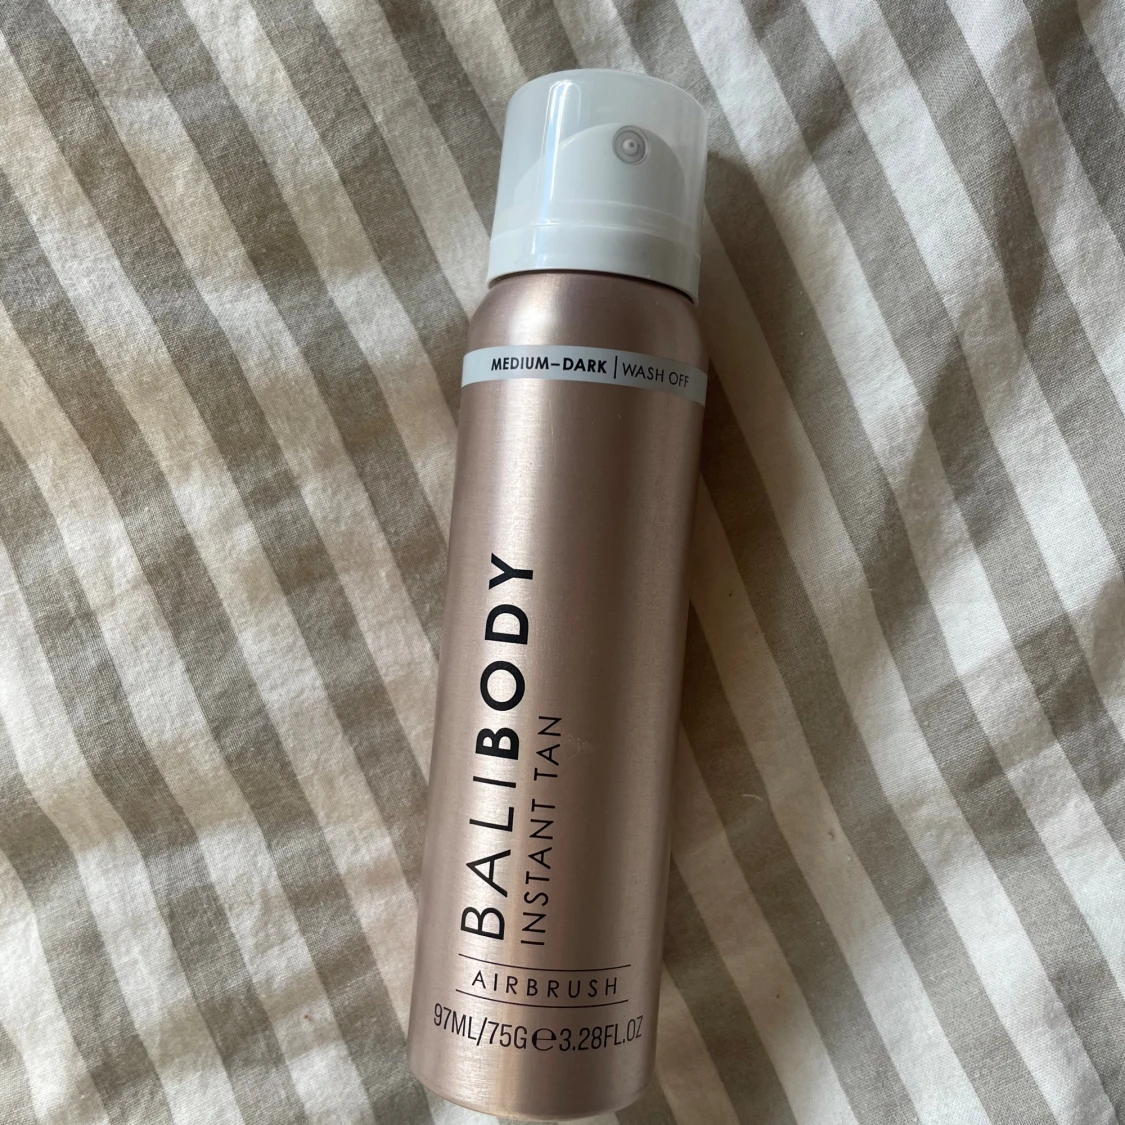 MEDIUM–DARK | WASH OFF
BALIBODY
INSTANT TAN
AIRBRUSH
97ML/75G℮3.28FL.OZ